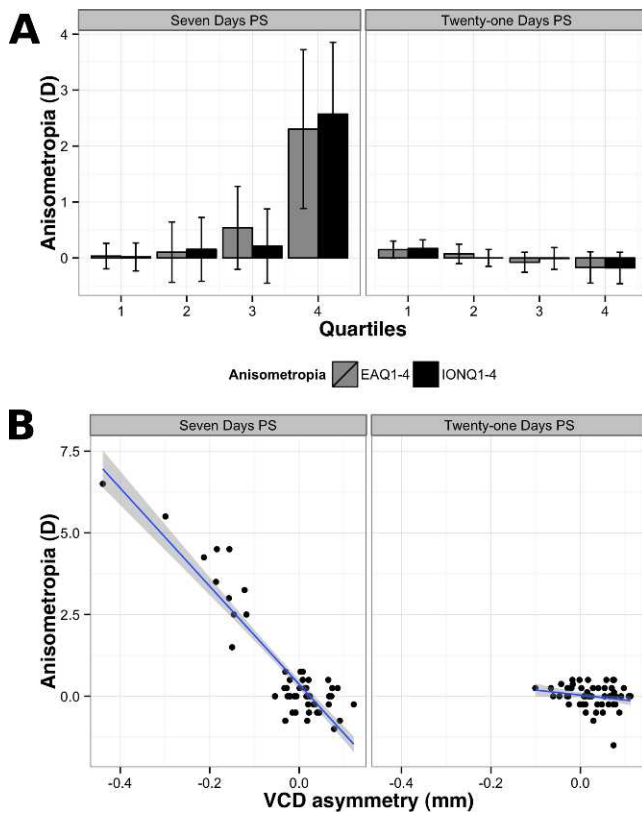 A
Seven Days PS
Twenty-one Days PS
Anisometropia (D)
4
3
2
1
0
1 2 3 4
1 2 3 4
Quartiles
Anisometropia EAQ1-4 IONQ1-4
B
Seven Days PS
Twenty-one Days PS
Anisometropia (D)
7.5
5.0
2.5
0.0
-0.4 -0.2 0.0
-0.4 -0.2 0.0
VCD asymmetry (mm)